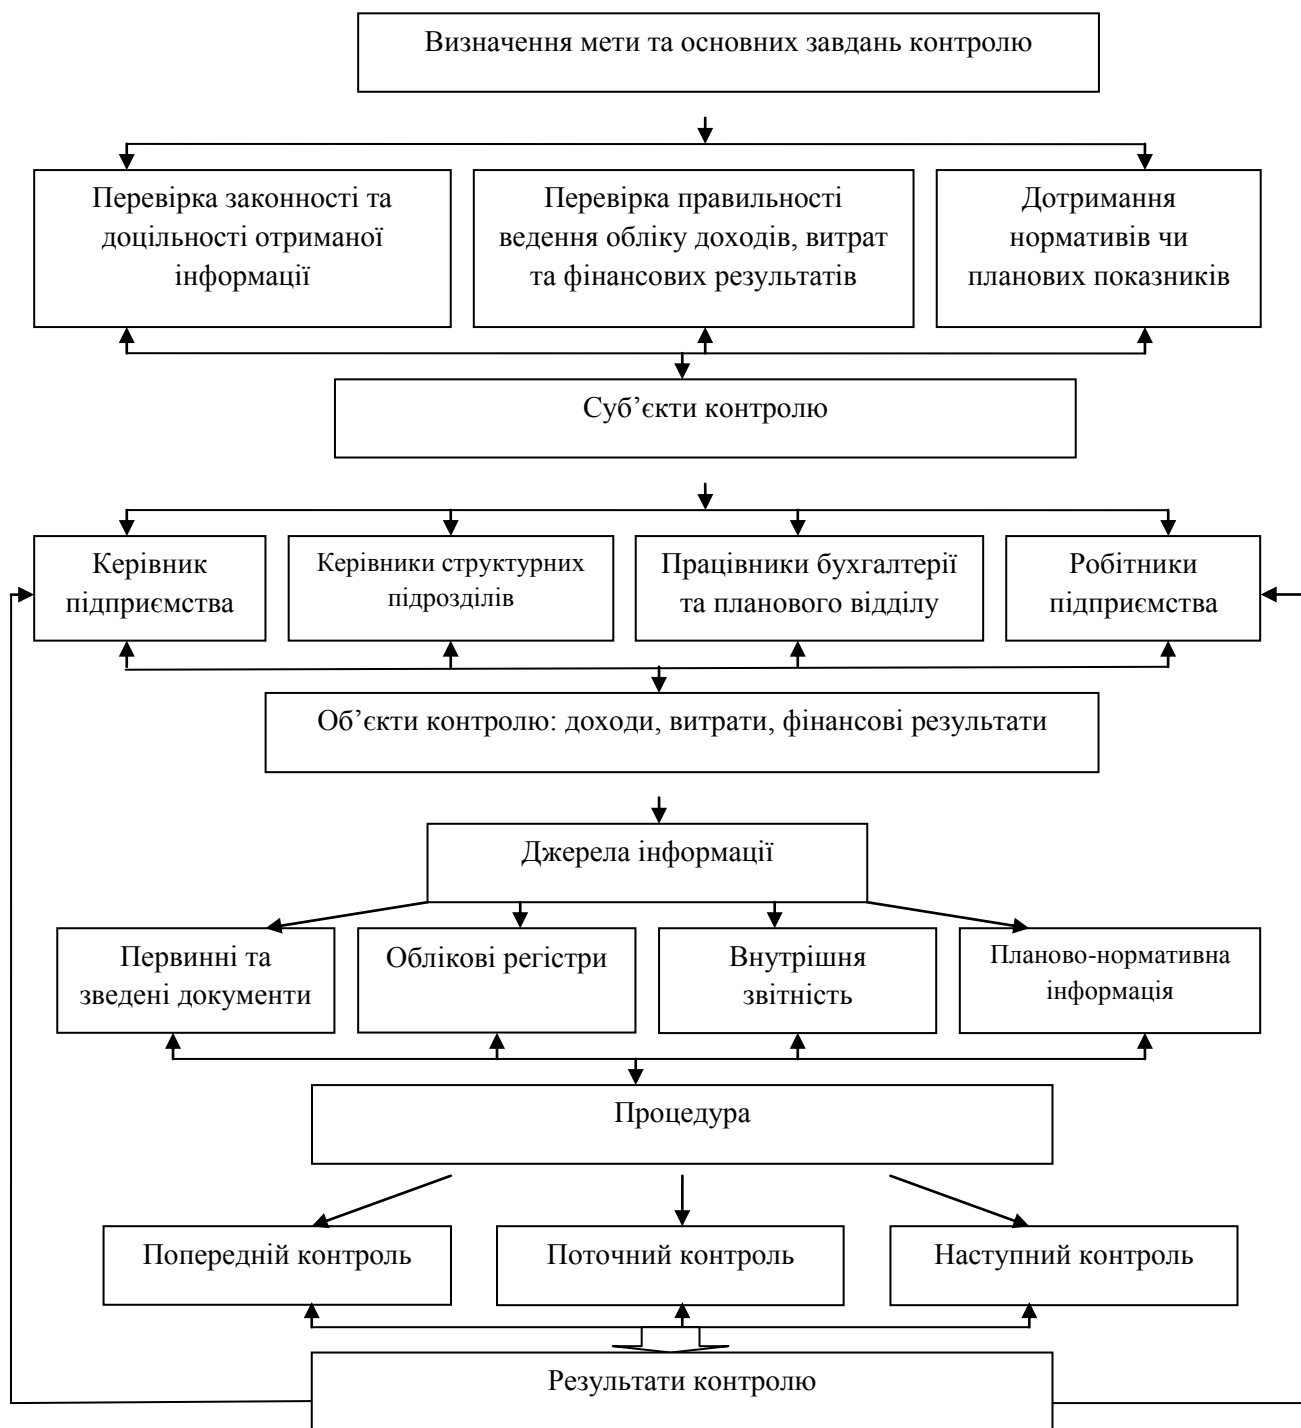 Визначення мети та основних завдань контролю
Перевірка законності та
доцільності отриманої
інформації
Перевірка правильності
ведення обліку доходів, витрат
та фінансових результатів
Дотримання
нормативів чи
планових показників
Суб’єкти контролю
Керівник
підприємства
Керівники структурних
підрозділів
Працівники бухгалтерії
та планового відділу
Робітники
підприємства
Об’єкти контролю: доходи, витрати, фінансові результати
Джерела інформації
Первинні та
зведені документи
Облікові регістри
Внутрішня
звітність
Планово-нормативна
інформація
Процедура
Попередній контроль
Поточний контроль
Наступний контроль
Результати контролю